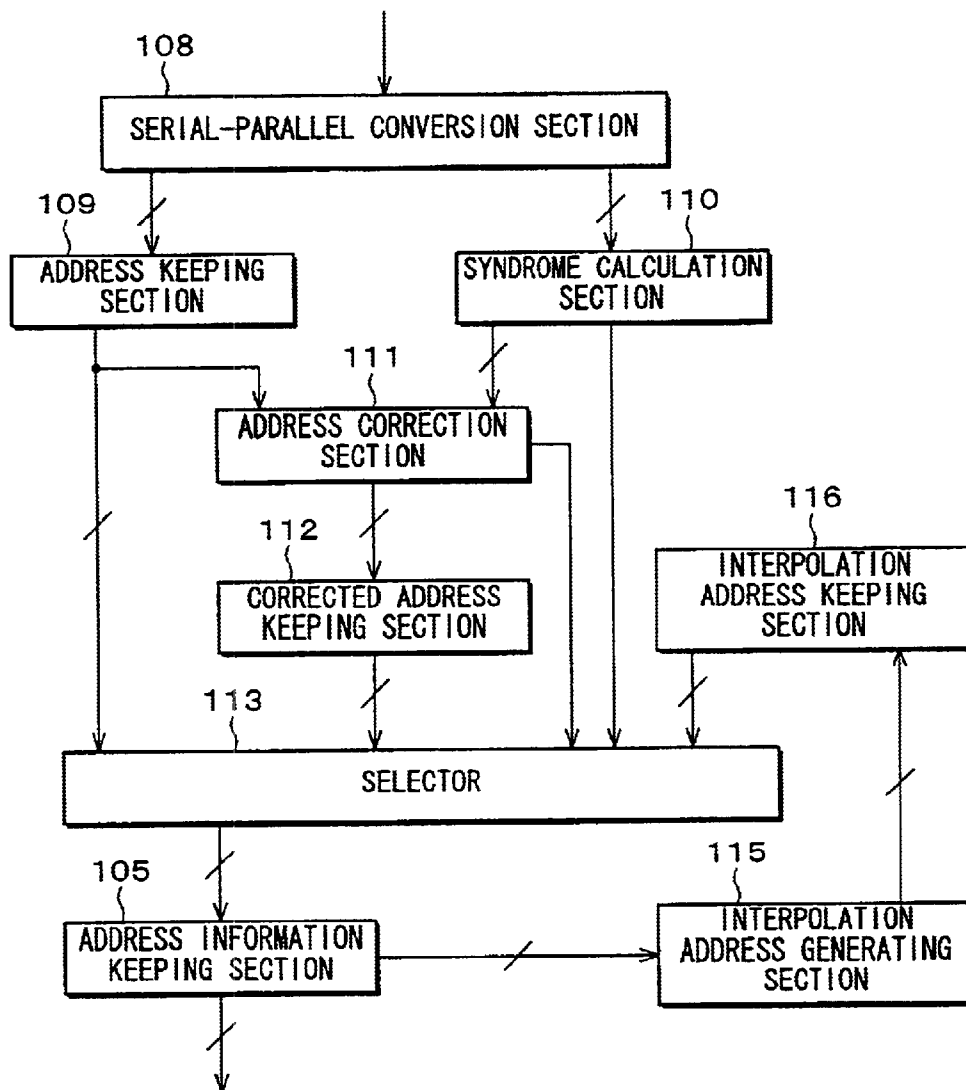 108
SERIAL-PARALLEL CONVERSION SECTION
109
ADDRESS KEEPING
SECTION
110
SYNDROME CALCULATION
SECTION
111
ADDRESS CORRECTION
SECTION
112
CORRECTED ADDRESS
KEEPING SECTION
116
INTERPOLATION
ADDRESS KEEPING
SECTION
113
SELECTOR
105
ADDRESS INFORMATION
KEEPING SECTION
115
INTERPOLATION
ADDRESS GENERATING
SECTION